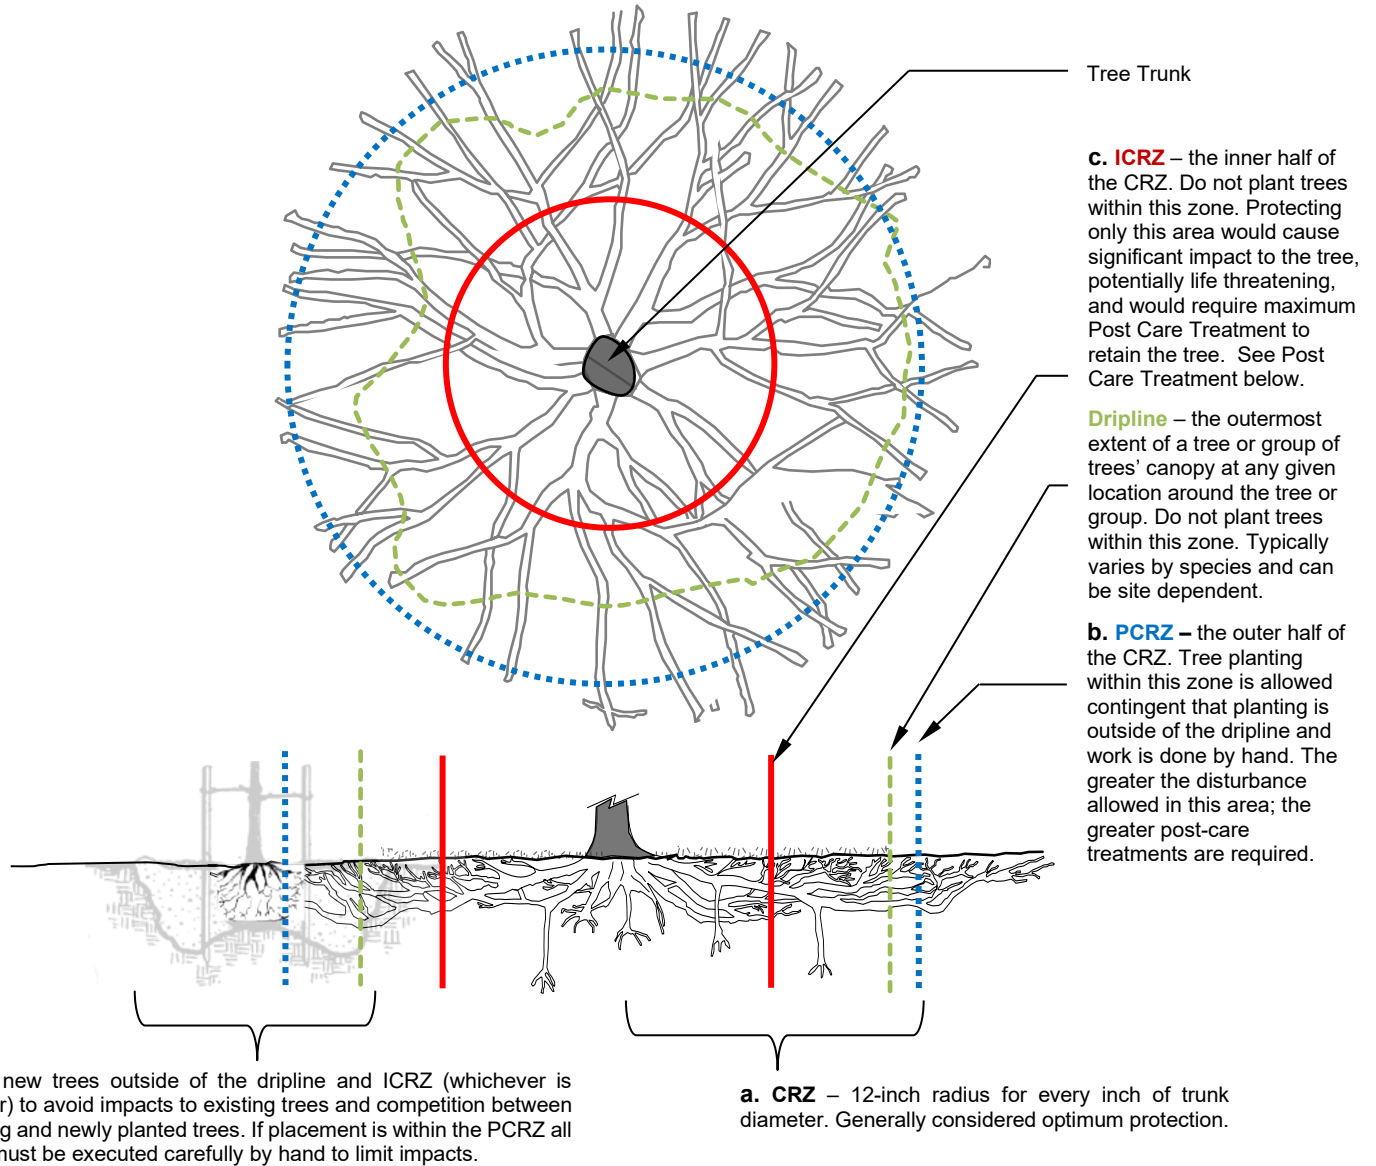 Tree Trunk
c. ICRZ – the inner half of
the CRZ. Do not plant trees
within this zone. Protecting
only this area would cause
significant impact to the tree,
potentially life threatening,
and would require maximum
Post Care Treatment to
retain the tree. See Post
Care Treatment below.
Dripline – the outermost
extent of a tree or group of
trees’ canopy at any given
location around the tree or
group. Do not plant trees
within this zone. Typically
varies by species and can
be site dependent.
b. PCRZ – the outer half of
the CRZ. Tree planting
within this zone is allowed
contingent that planting is
outside of the dripline and
work is done by hand. The
greater the disturbance
allowed in this area; the
greater post-care
treatments are required.
new trees outside of the dripline and ICRZ (whichever is
to avoid impacts to existing trees and competition between
and newly planted trees. If placement is within the PCRZ all
must be executed carefully by hand to limit impacts.
a. CRZ – 12-inch radius for every inch of trunk
diameter. Generally considered optimum protection.